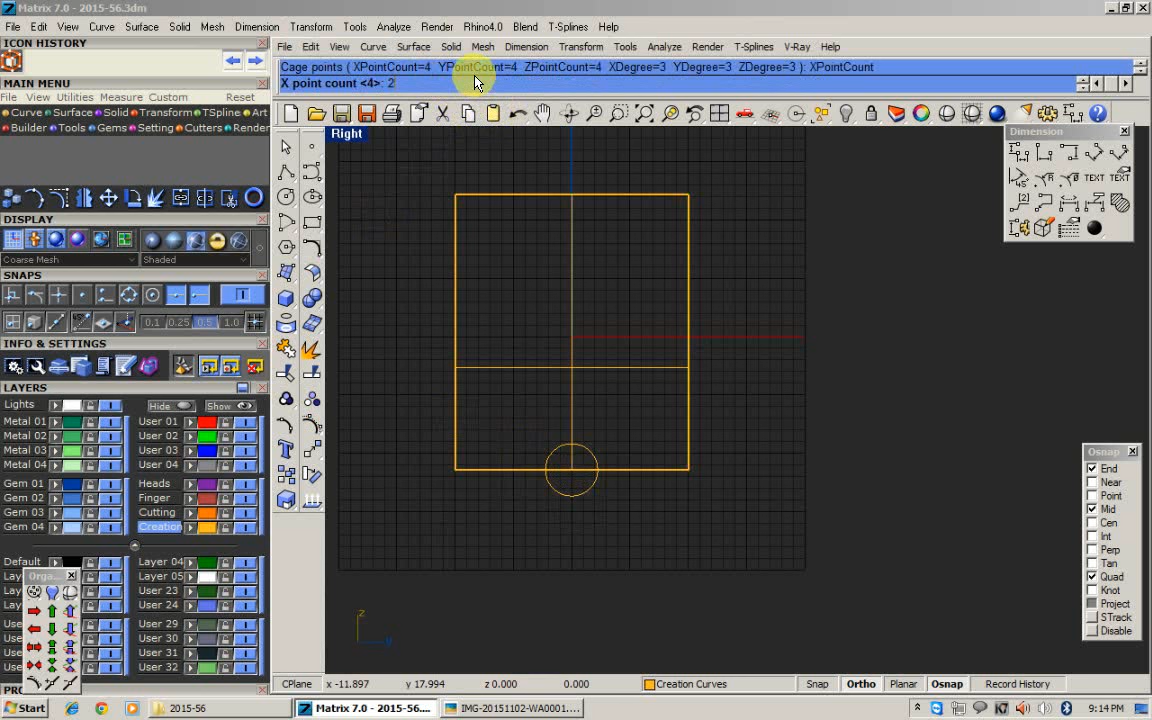 Matrix 7.0 - 2015-56.3dm
File Edit View Curve Surface Solid Mesh Dimension Transform Tools Analyze Render Rhino4.0 Blend T-Splines Help
ICON HISTORY
MAIN MENU
File View Utilities Measure Custom Reset
Curve Surface Solid Transform TSpline Art
Builder Tools Gems Setting Cutters Render
DISPLAY
Coarse Mesh Shaded
SNAPS
0.1 0.25 0.5 1.0
INFO & SETTINGS
LAYERS
Lights Hide Show
Metal 01 User 01
Metal 02 User 02
Metal 03 User 03
Metal 04 User 04
Gem 01 Heads
Gem 02 Finger
Gem 03 Cutting
Gem 04 Creation
Default Layer 04
Laye Layer 05
Orga...
User 23
User 24
Use User 29
Use User 30
Use User 31
Use User 32
PRO
File Edit View Curve Surface Solid Mesh Dimension Transform Tools Analyze Render T-Splines V-Ray Help
Cage points ( XPointCount=4 YPointCount=4 ZPointCount=4 XDegree=3 YDegree=3 ZDegree=3 ): XPointCount
X point count <4>: 2
Right
z
y
Dimension
TEXT TEXT
Osnap
End
Near
Point
Mid
Cen
Int
Perp
Tan
Quad
Knot
Project
STrack
Disable
CPlane x -11.897 y 17.994 z 0.000 0.000 Creation Curves Snap Ortho Planar Osnap Record History
Start 2015-56 Matrix 7.0 - 2015-56.... IMG-20151102-WA0001.... 9:14 PM